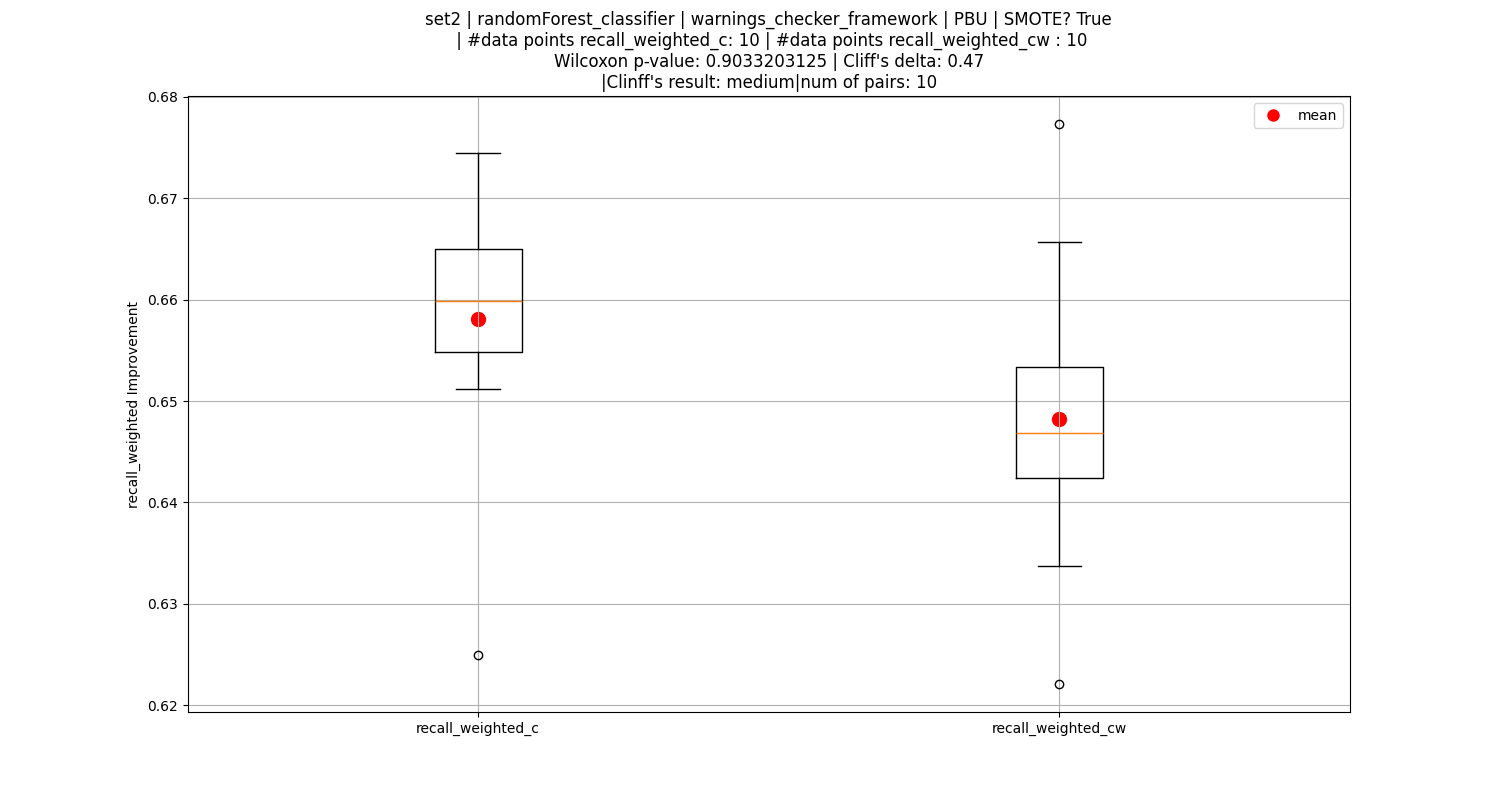 set2 | randomForest_classifier | warnings_checker_framework | PBU | SMOTE? True
| #data points recall_weighted_c: 10 | #data points recall_weighted_cw : 10
Wilcoxon p-value: 0.9033203125 | Cliff's delta: 0.47
|Clinff's result: medium|num of pairs: 10
mean
0.68
0.67
0.66
0.65
0.64
0.63
0.62
recall_weighted Improvement
recall_weighted_c
recall_weighted_cw